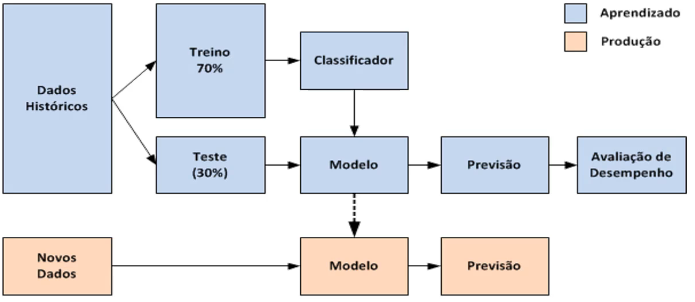 Aprendizado
Produção
Dados
Históricos
Treino
70%
Classificador
Teste
(30%)
Modelo
Previsão
Avaliação de
Desempenho
Novos
Dados
Modelo
Previsão